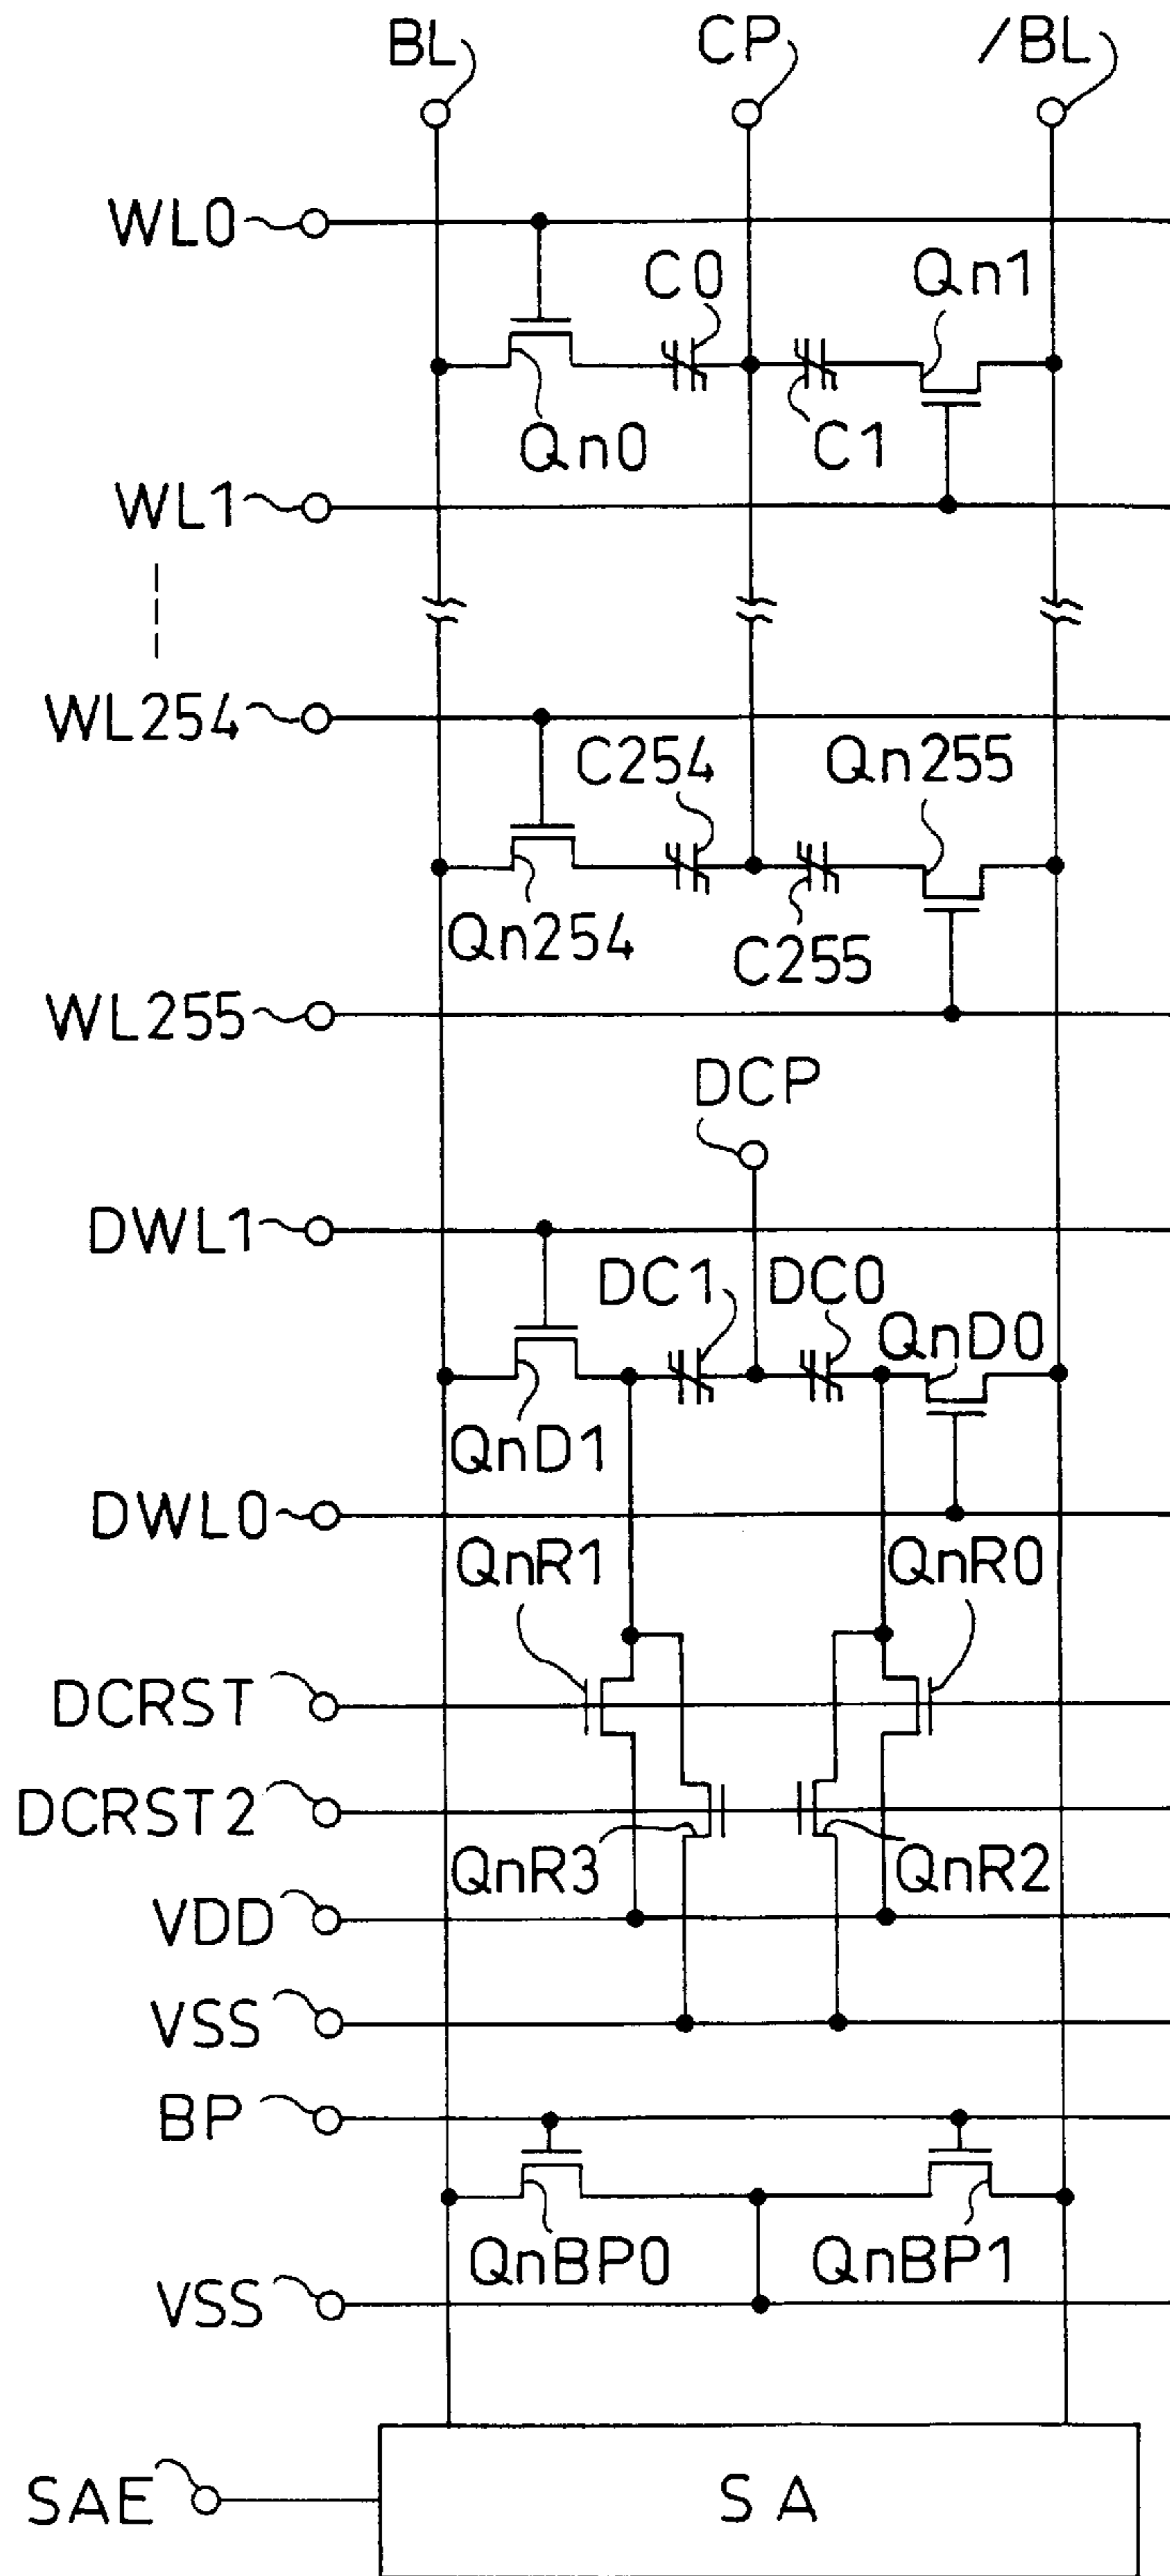 BL CP /BL
WL0
C0 Qn1
Qn0 C1
WL1
WL254
C254 Qn255
Qn254 C255
WL255
DCP
DWL1
DC1 DC0 QnD0
QnD1
DWL0
QnR1 QnR0
DCRST
DCRST2
QnR3 QnR2
VDD
VSS
BP
QnBP0 QnBP1
VSS
SAE SA